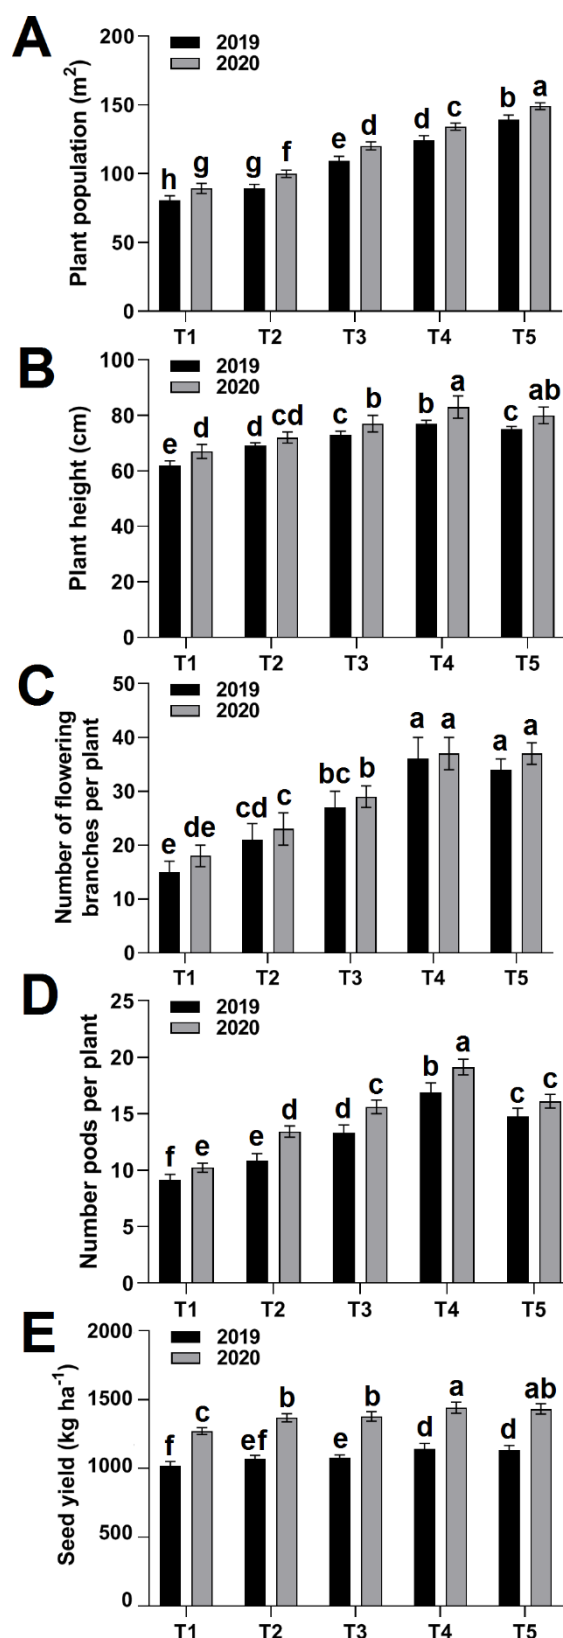 A
Plant population (m²)
200
150
100
50
0
2019
2020
h g g f e d d c b a
T1 T2 T3 T4 T5
B
Plant height (cm)
100
80
60
40
20
0
2019
2020
e d d cd c b b a c ab
T1 T2 T3 T4 T5
C
Number of flowering
branches per plant
50
40
30
20
10
0
2019
2020
e de cd c bc b a a a a
T1 T2 T3 T4 T5
D
Number pods per plant
25
20
15
10
5
0
2019
2020
f e e d d c b a c c
T1 T2 T3 T4 T5
E
Seed yield (kg ha⁻¹)
2000
1500
1000
500
0
2019
2020
f c ef b e b d a d ab
T1 T2 T3 T4 T5